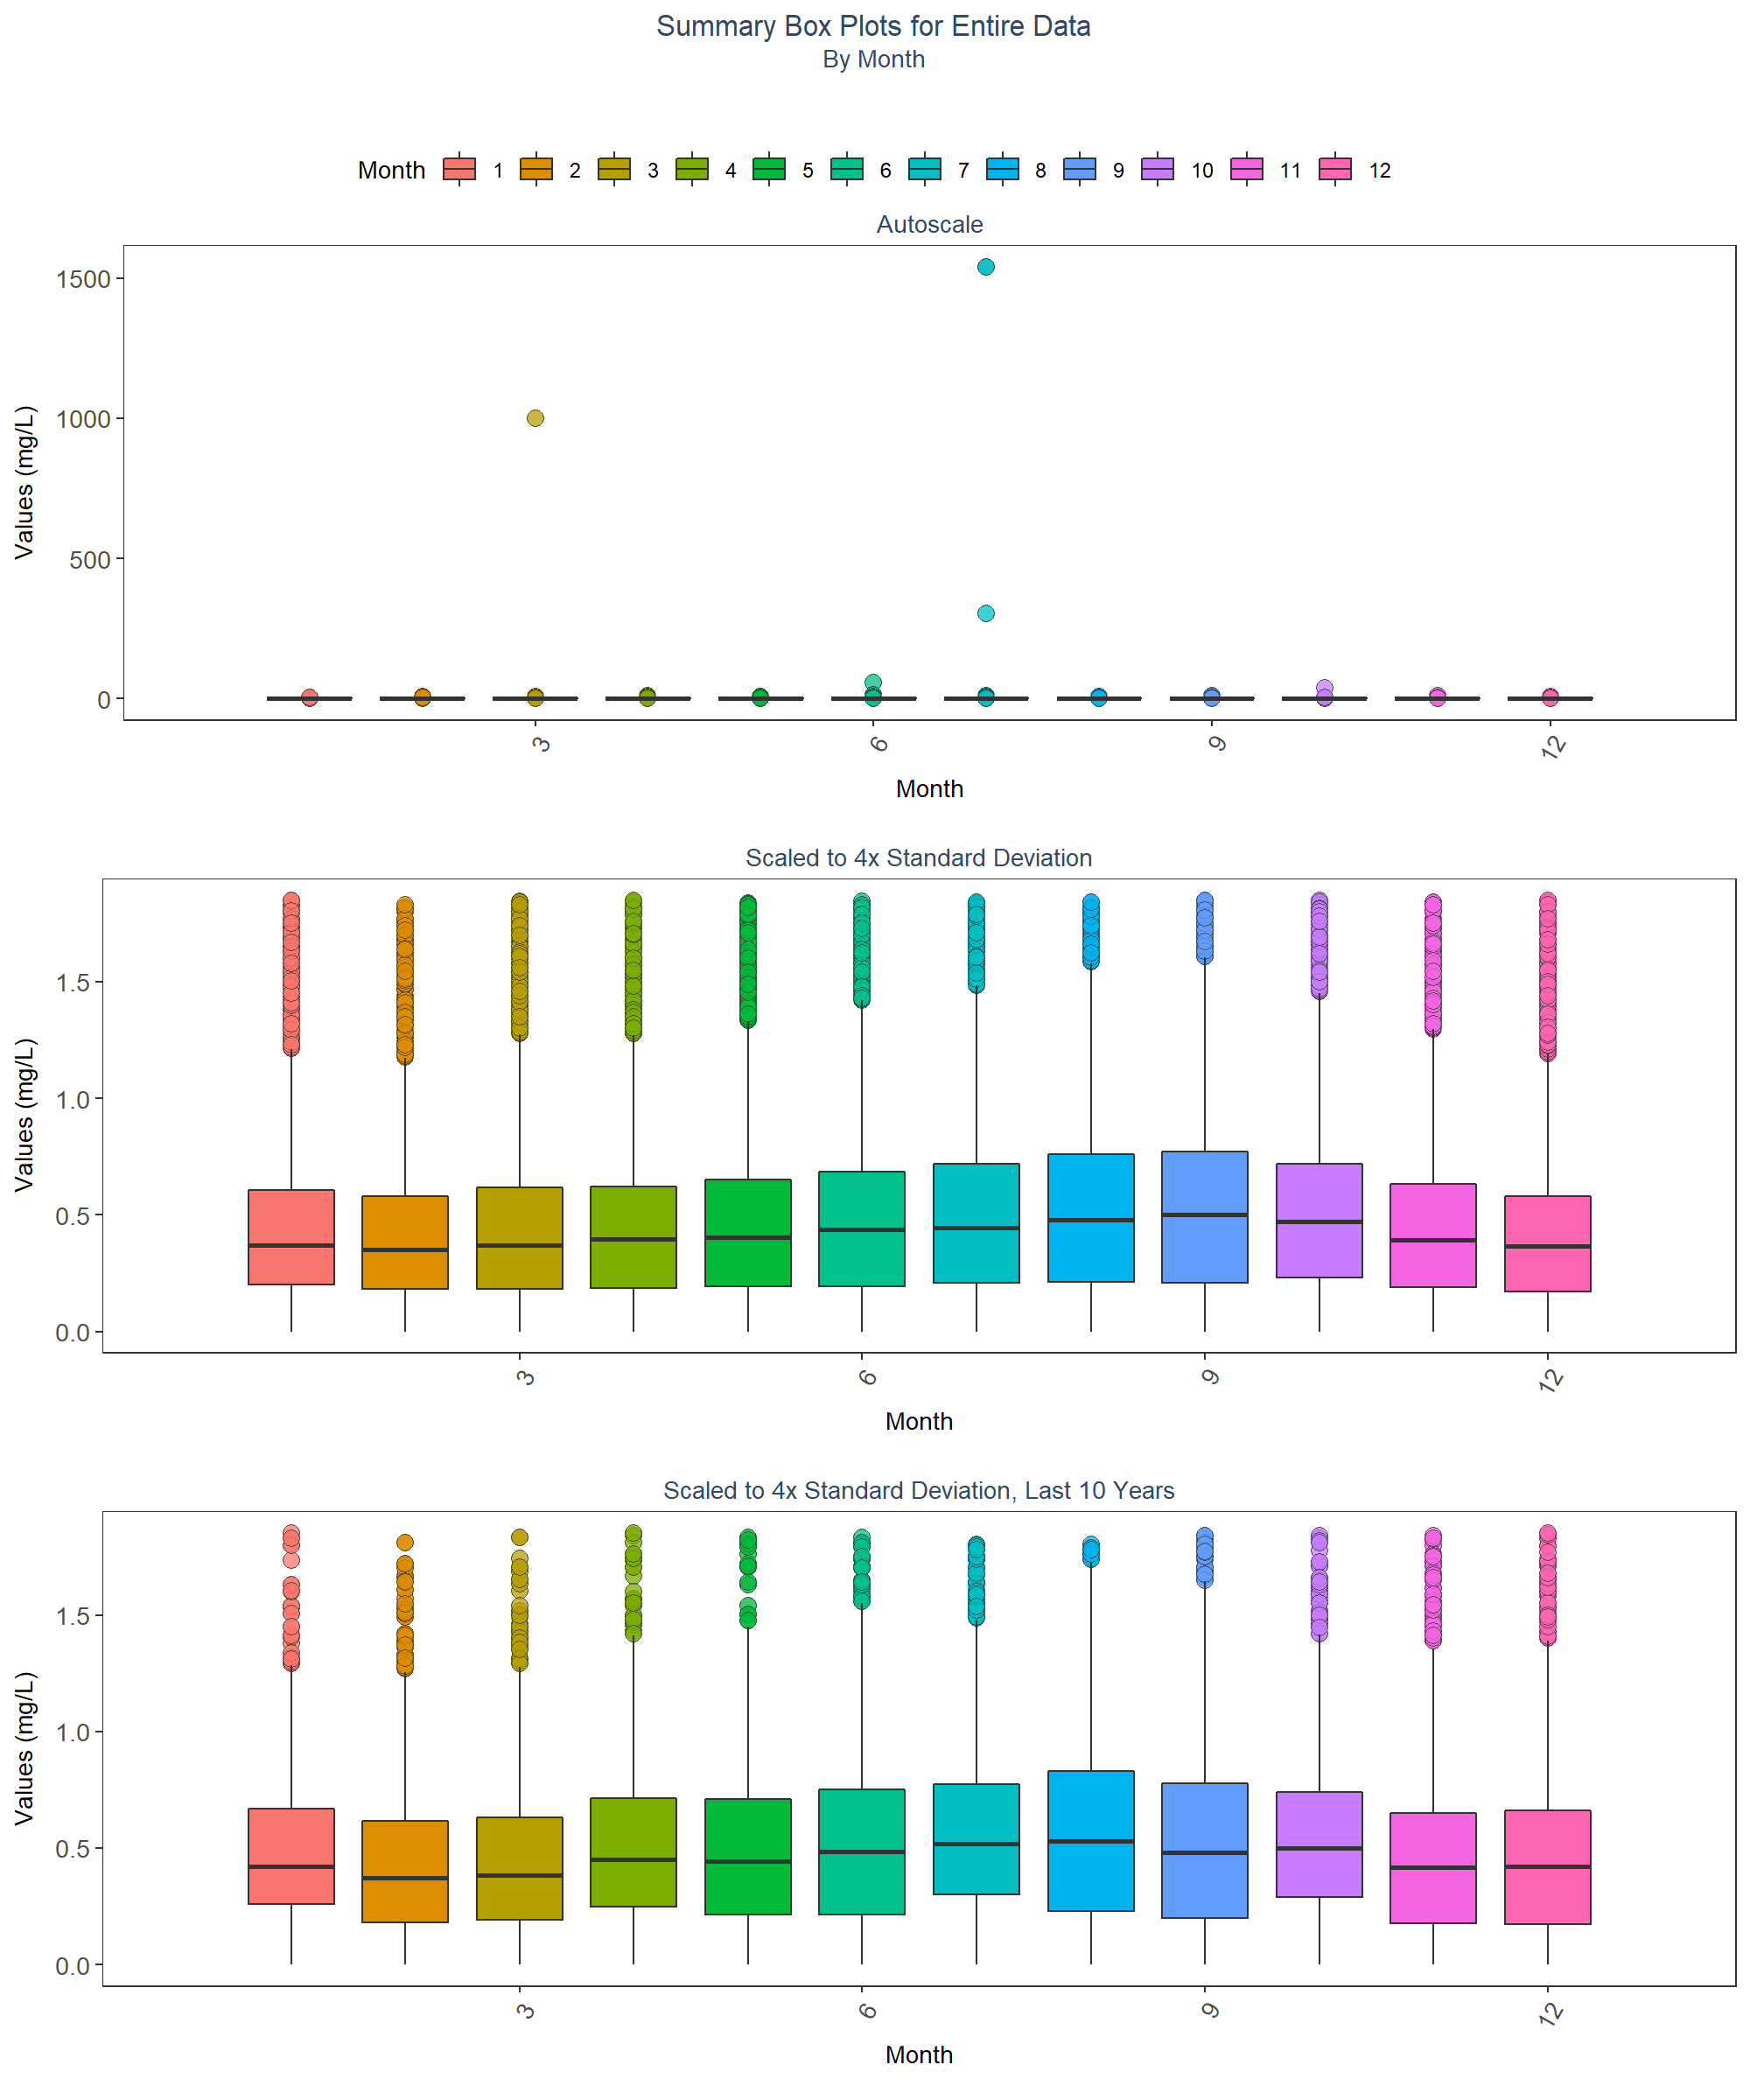 Summary Box Plots for Entire Data
By Month
Month 1 2 3 4 5 6 7 8 9 10 11 12
Autoscale
Values (mg/L)
1500
1000
500
0
3 6 9 12
Month
Scaled to 4x Standard Deviation
Values (mg/L)
1.5
1.0
0.5
0.0
3 6 9 12
Month
Scaled to 4x Standard Deviation, Last 10 Years
Values (mg/L)
1.5
1.0
0.5
0.0
3 6 9 12
Month